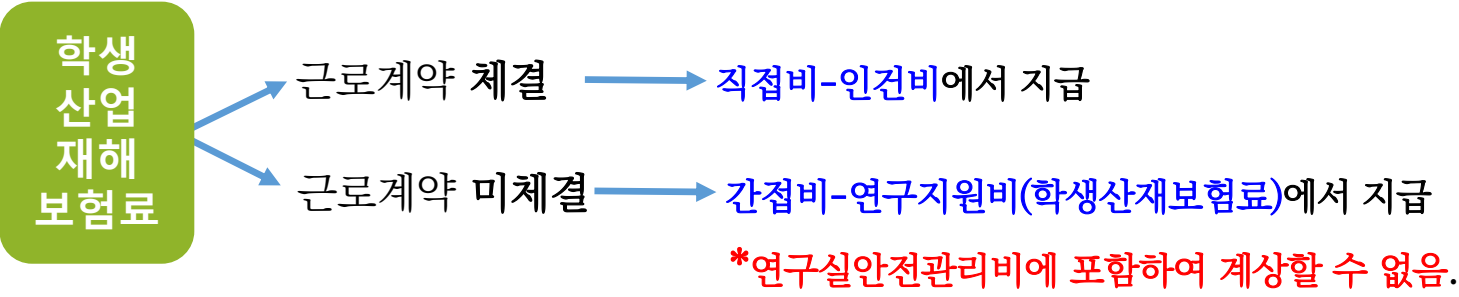 학생
산업
재해
보험료
근로계약 체결
직접비-인건비에서 지급
근로계약 미체결
간접비-연구지원비(학생산재보험료)에서 지급
*연구실안전관리비에 포함하여 계상할 수 없음.